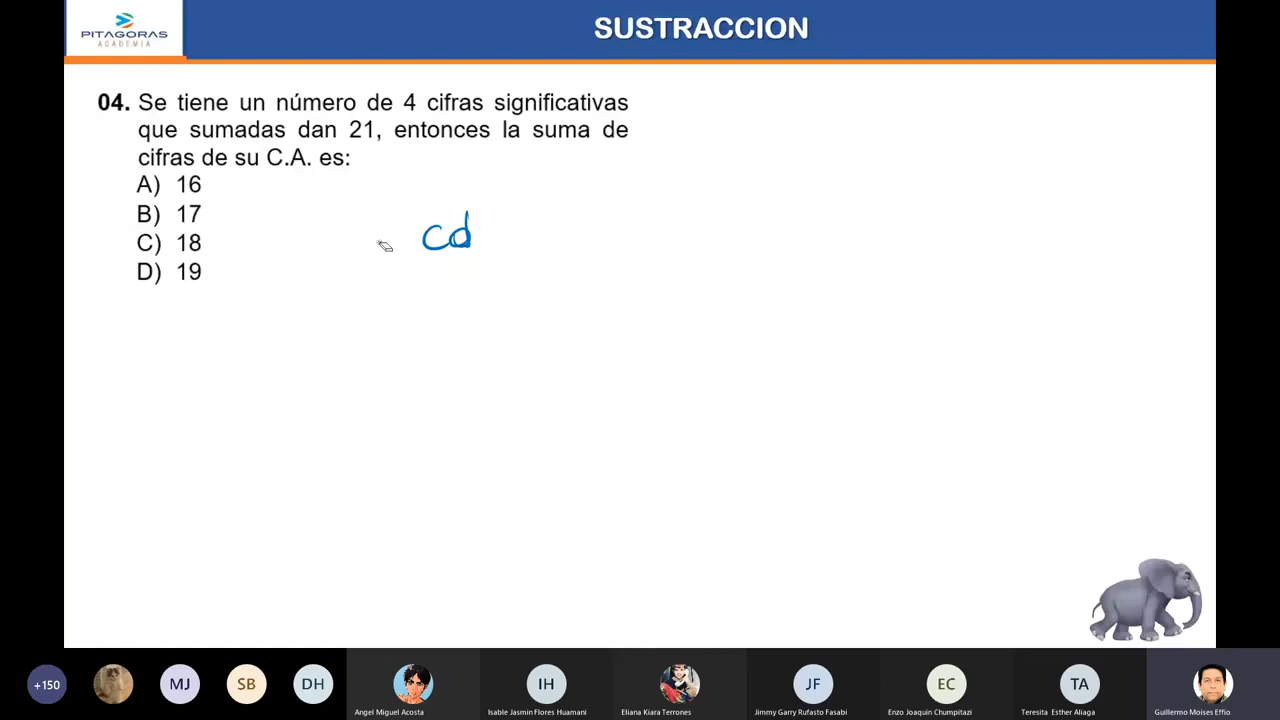 PITAGORAS
ACADEMIA
SUSTRACCION
04. Se tiene un número de 4 cifras significativas
que sumadas dan 21, entonces la suma de
cifras de su C.A. es:
A) 16
B) 17
C) 18
D) 19
cd
+150
MJ
SB
DH
IH
JF
EC
TA
Angel Miguel Acosta
Isable Jasmin Flores Huamani
Eliana Kiara Terrones
Jimmy Garry Rufasto Fasabi
Enzo Joaquin Chumpitazi
Teresita Esther Aliaga
Guillermo Moises Effio